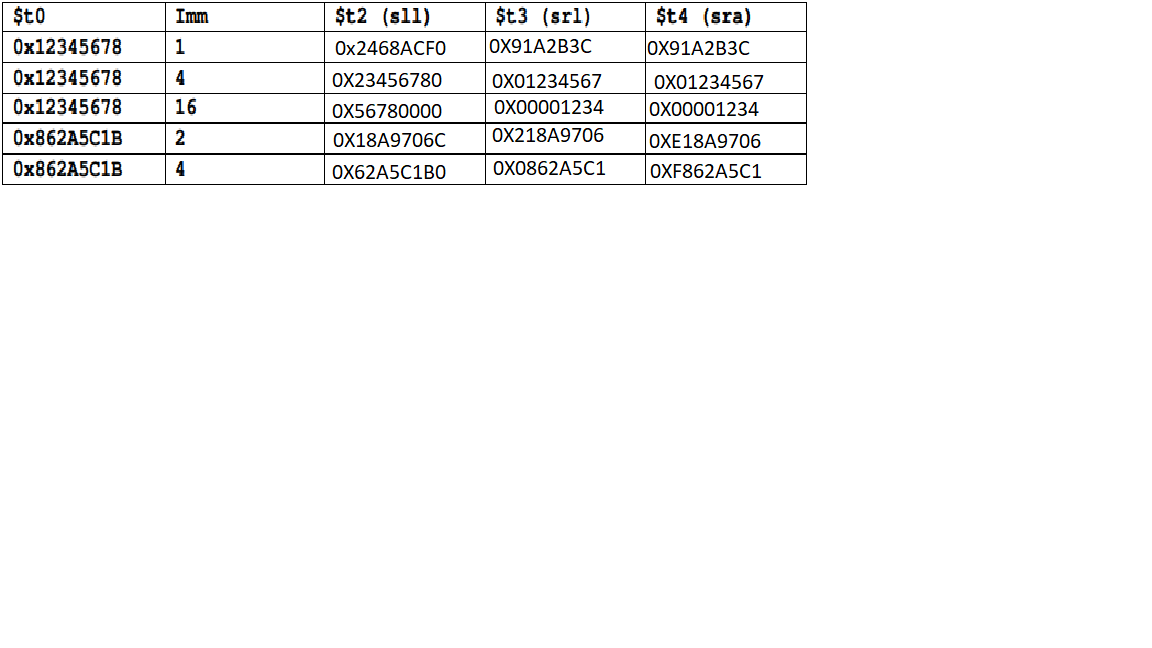 $t0 Imm $t2 (sll) $t3 (srl) $t4 (sra)
0x12345678 1 0x2468ACF0 0X91A2B3C 0X91A2B3C
0x12345678 4 0X23456780 0X01234567 0X01234567
0x12345678 16 0X56780000 0X00001234 0X00001234
0x862A5C1B 2 0X18A9706C 0X218A9706 0XE18A9706
0x862A5C1B 4 0X62A5C1B0 0X0862A5C1 0XF862A5C1